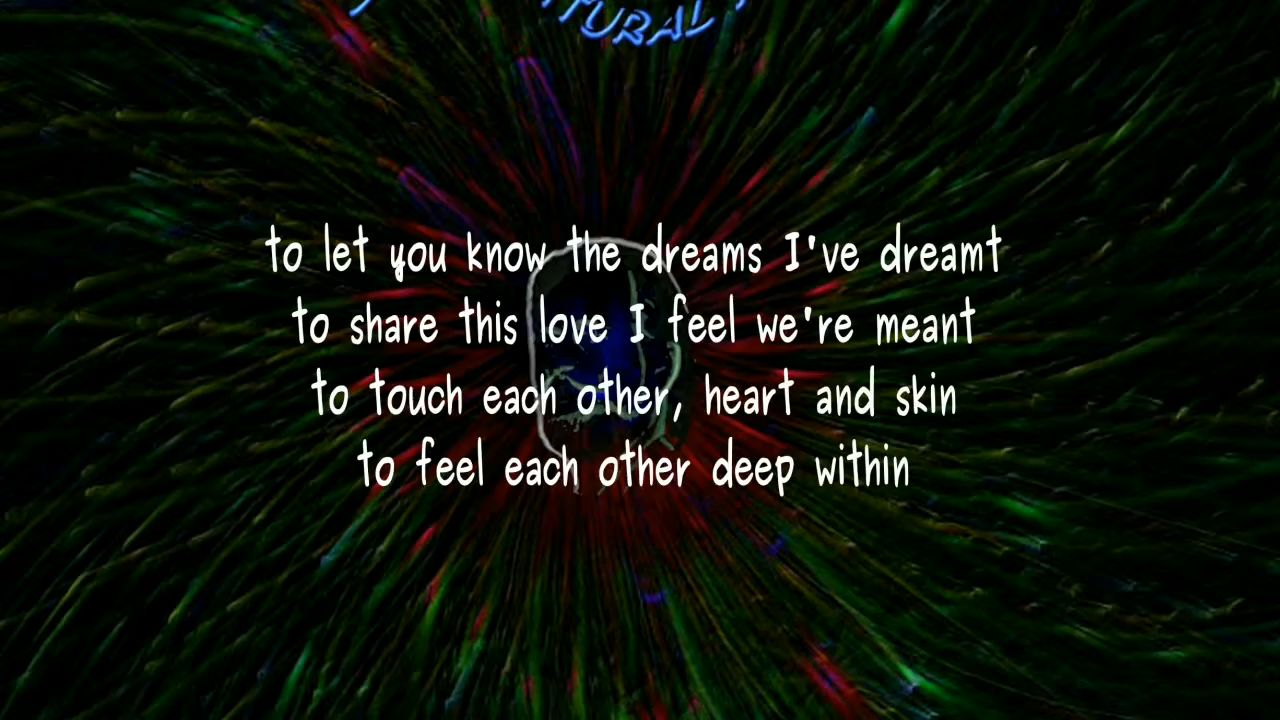 to let you know the dreams I've dreamt
to share this love I feel we're meant
to touch each other, heart and skin
to feel each other deep within